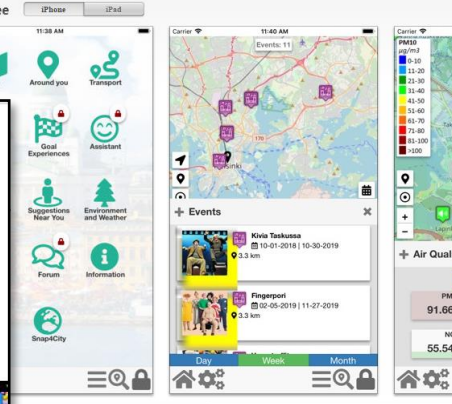 ee
iPhone
iPad
11:38 AM
Around you
Transport
Goal
Experiences
Assistant
Suggestions
Near You
Environment
and Weather
Forum
Information
Snap4City
Carrier
11:40 AM
Events: 11
170
sinki
+ Events
Kivia Taskussa
10-01-2018 | 10-30-2019
3.3 km
Fingerpori
02-05-2019 | 11-27-2019
3.3 km
Day
Week
Month
Carrier
PM10
µg/m3
0-10
11-20
21-30
31-40
41-50
51-60
61-70
71-80
81-100
>100
+
−
+ Air Qual
PM
91.66
NO
55.54